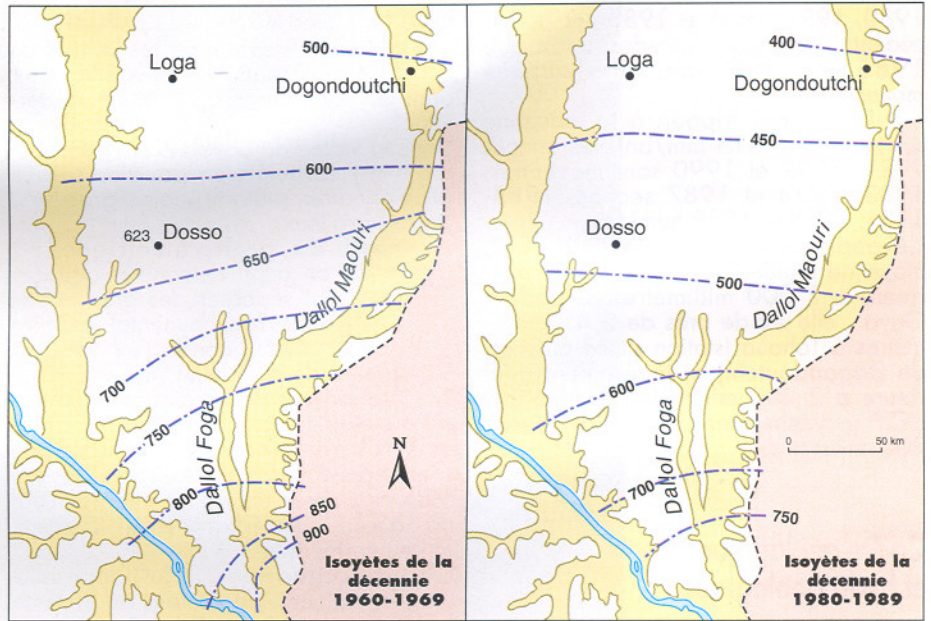 500
Loga
Dogondoutchi
600
623 Dosso
650
Dallol Maouri
700
750
Dallol Foga
N
800
850
900
Isoyètes de la
décennie
1960-1969
400
Loga
Dogondoutchi
450
Dosso
500
Dallol Maouri
600
0 50 km
Dallol Foga
700
750
Isoyètes de la
décennie
1980-1989